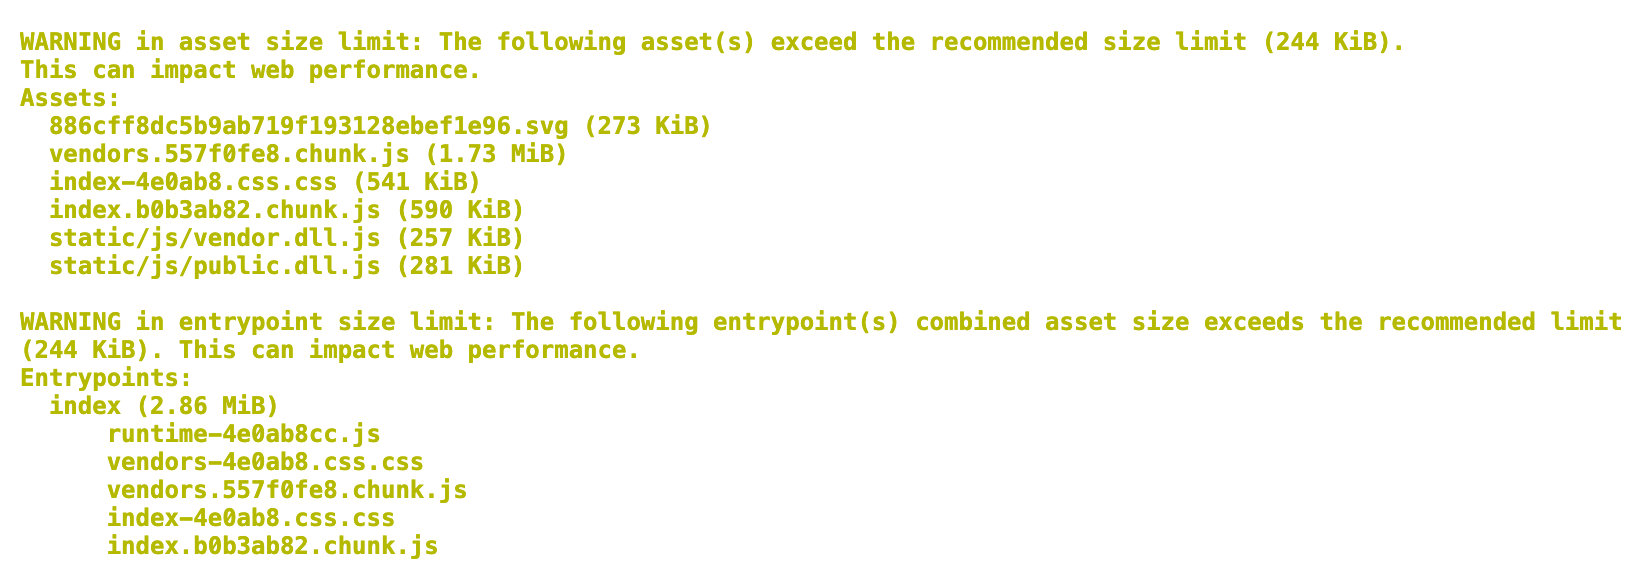 WARNING in asset size limit: The following asset(s) exceed the recommended size limit (244 KiB).
This can impact web performance.
Assets:
  886cff8dc5b9ab719f193128ebef1e96.svg (273 KiB)
  vendors.557f0fe8.chunk.js (1.73 MiB)
  index-4e0ab8.css.css (541 KiB)
  index.b0b3ab82.chunk.js (590 KiB)
  static/js/vendor.dll.js (257 KiB)
  static/js/public.dll.js (281 KiB)

WARNING in entrypoint size limit: The following entrypoint(s) combined asset size exceeds the recommended limit
(244 KiB). This can impact web performance.
Entrypoints:
  index (2.86 MiB)
      runtime-4e0ab8cc.js
      vendors-4e0ab8.css.css
      vendors.557f0fe8.chunk.js
      index-4e0ab8.css.css
      index.b0b3ab82.chunk.js